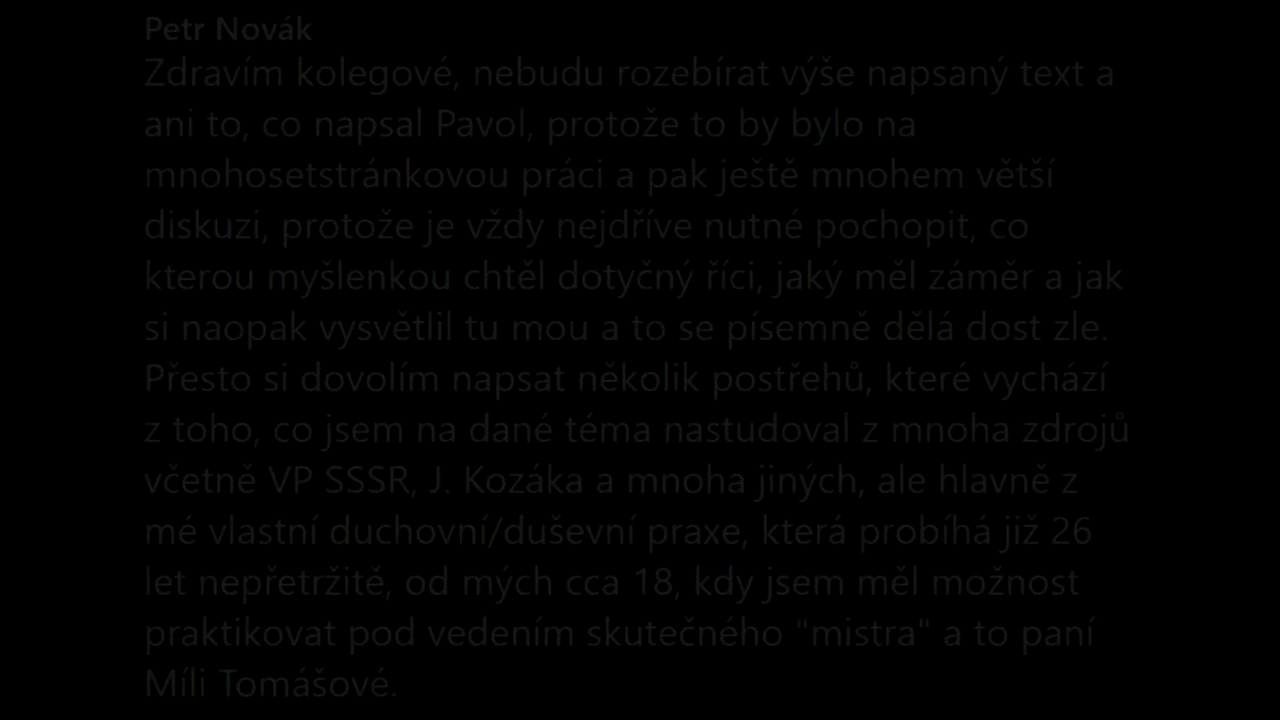 Petr Novák
Zdravím kolegové, nebudu rozebírat výše napsaný text a
ani to, co napsal Pavol, protože to by bylo na
mnohosetstránkovou práci a pak ještě mnohem větší
diskuzi, protože je vždy nejdříve nutné pochopit, co
kterou myšlenkou chtěl dotyčný říci, jaký měl záměr a jak
si naopak vysvětlil tu mou a to se písemně dělá dost zle.
Přesto si dovolím napsat několik postřehů, které vychází
z toho, co jsem na dané téma nastudoval z mnoha zdrojů
včetně VP SSSR, J. Kozáka a mnoha jiných, ale hlavně z
mé vlastní duchovní/duševní praxe, která probíhá již 26
let nepřetržitě, od mých cca 18, kdy jsem měl možnost
praktikovat pod vedením skutečného "mistra" a to paní
Míli Tomášové.